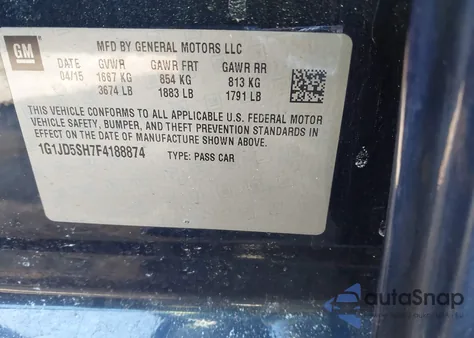 GM
MFD BY GENERAL MOTORS LLC
DATE GVWR GAWR FRT GAWR RR
04/15 1667 KG 854 KG 813 KG
3674 LB 1883 LB 1791 LB
THIS VEHICLE CONFORMS TO ALL APPLICABLE U.S. FEDERAL MOTOR
VEHICLE SAFETY, BUMPER, AND THEFT PREVENTION STANDARDS
IN EFFECT ON THE DATE OF MANUFACTURE SHOWN ABOVE.
1G1JD5SH7F4188874 TYPE: PASS CAR
autoSnap